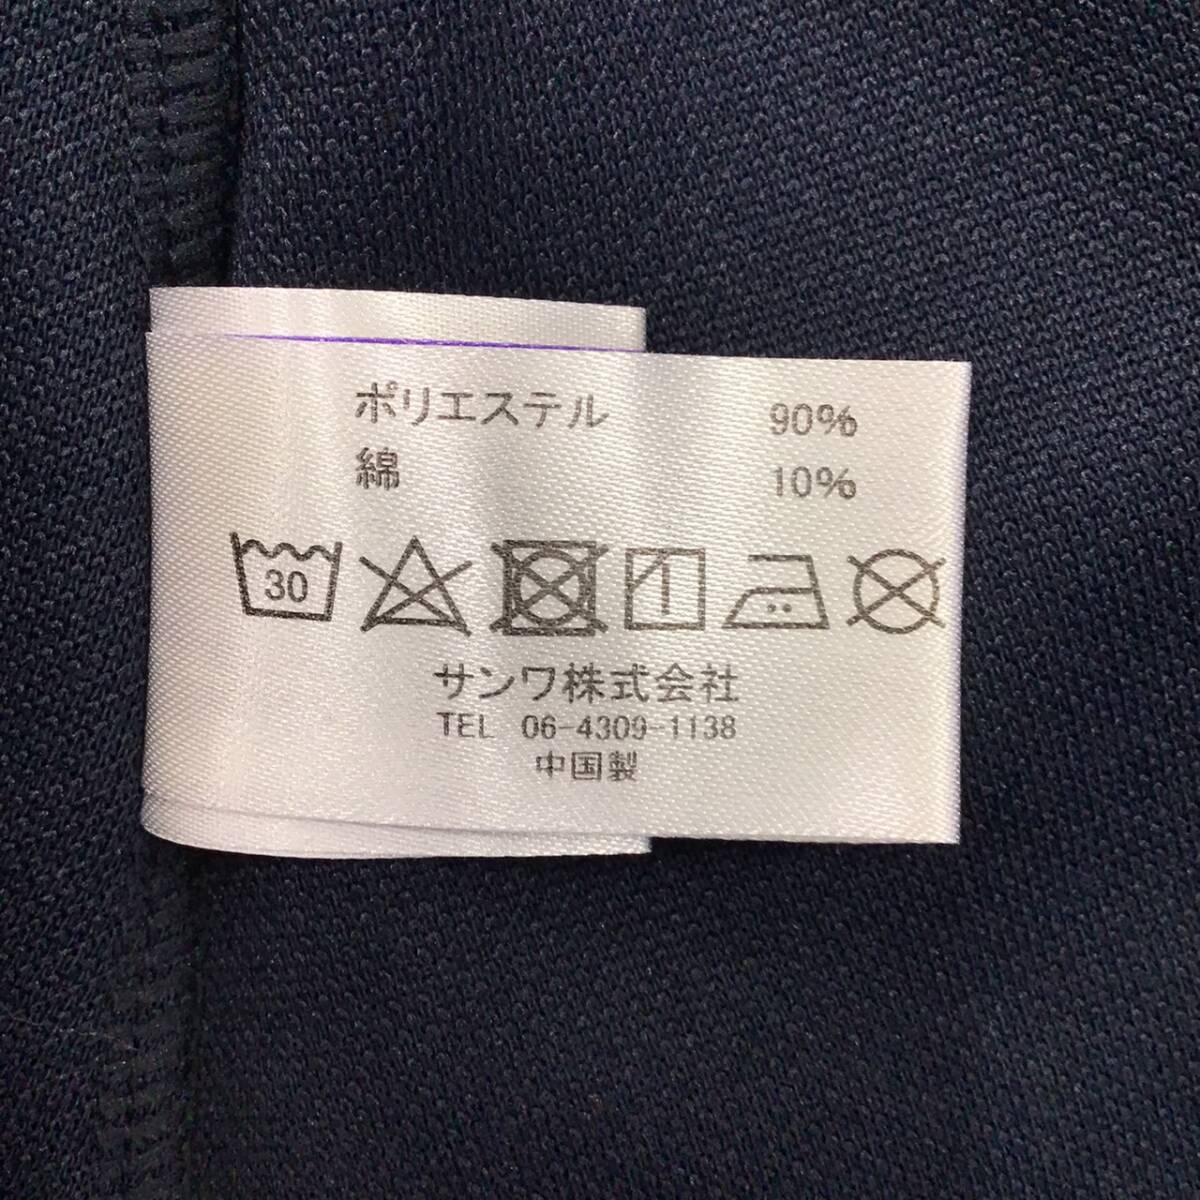 ポリエステル 90%
綿 10%
30
サンワ株式会社
TEL 06-4309-1138
中国製